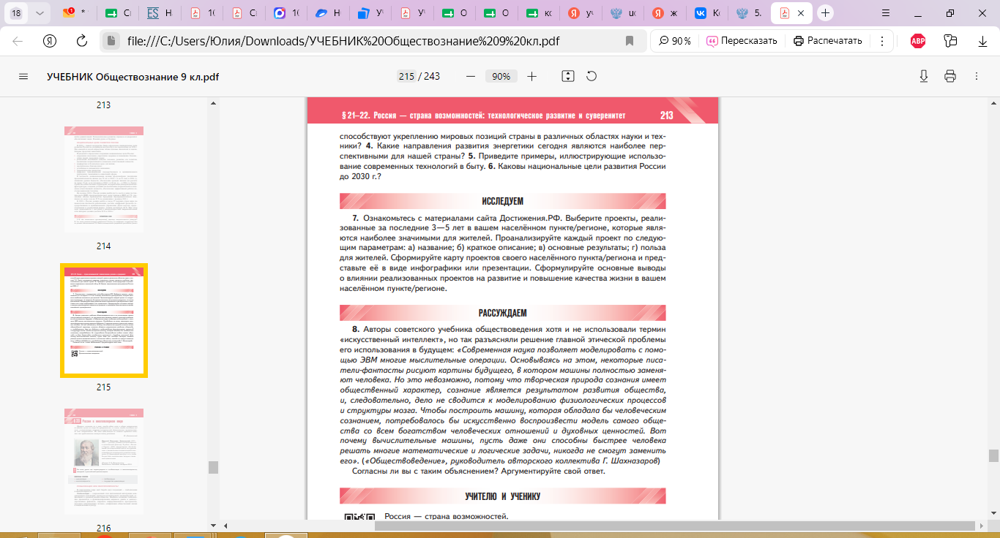 18
С
ES
Н
10
С
10
Н
У
У
О
О
кс
уч
ис
ж
Кс
5.
file:///C:/Users/Юлия/Downloads/УЧЕБНИК%20Обществознание%209%20кл.pdf
90 %
Пересказать
Распечатать
ABP
УЧЕБНИК Обществознание 9 кл.pdf
215 / 243
90%
213
214
215
216
§ 21–22. Россия — страна возможностей: технологическое развитие и суверенитет 213
способствуют укреплению мировых позиций страны в различных областях науки и тех-
ники? 4. Какие направления развития энергетики сегодня являются наиболее пер-
спективными для нашей страны? 5. Приведите примеры, иллюстрирующие использо-
вание современных технологий в быту. 6. Каковы национальные цели развития России
до 2030 г.?
ИССЛЕДУЕМ
7. Ознакомьтесь с материалами сайта Достижения.РФ. Выберите проекты, реали-
зованные за последние 3—5 лет в вашем населённом пункте/регионе, которые явля-
ются наиболее значимыми для жителей. Проанализируйте каждый проект по следую-
щим параметрам: а) название; б) краткое описание; в) основные результаты; г) польза
для жителей. Сформируйте карту проектов своего населённого пункта/региона и пред-
ставьте её в виде инфографики или презентации. Сформулируйте основные выводы
о влиянии реализованных проектов на развитие и повышение качества жизни в вашем
населённом пункте/регионе.
РАССУЖДАЕМ
8. Авторы советского учебника обществоведения хотя и не использовали термин
«искусственный интеллект», но так разъясняли решение главной этической проблемы
его использования в будущем: «Современная наука позволяет моделировать с помо-
щью ЭВМ многие мыслительные операции. Основываясь на этом, некоторые писа-
тели-фантасты рисуют картины будущего, в котором машины полностью заменя-
ют человека. Но это невозможно, потому что творческая природа сознания имеет
общественный характер, сознание является результатом развития общества,
и, следовательно, дело не сводится к моделированию физиологических процессов
и структуры мозга. Чтобы построить машину, которая обладала бы человеческим
сознанием, потребовалось бы искусственно воспроизвести модель самого обще-
ства со всем богатством человеческих отношений и духовных ценностей. Вот
почему вычислительные машины, пусть даже они способны быстрее человека
решать многие математические и логические задачи, никогда не смогут заменить
его». («Обществоведение», руководитель авторского коллектива Г. Шахназаров)
Согласны ли вы с таким объяснением? Аргументируйте свой ответ.
УЧИТЕЛЮ И УЧЕНИКУ
Россия — страна возможностей.